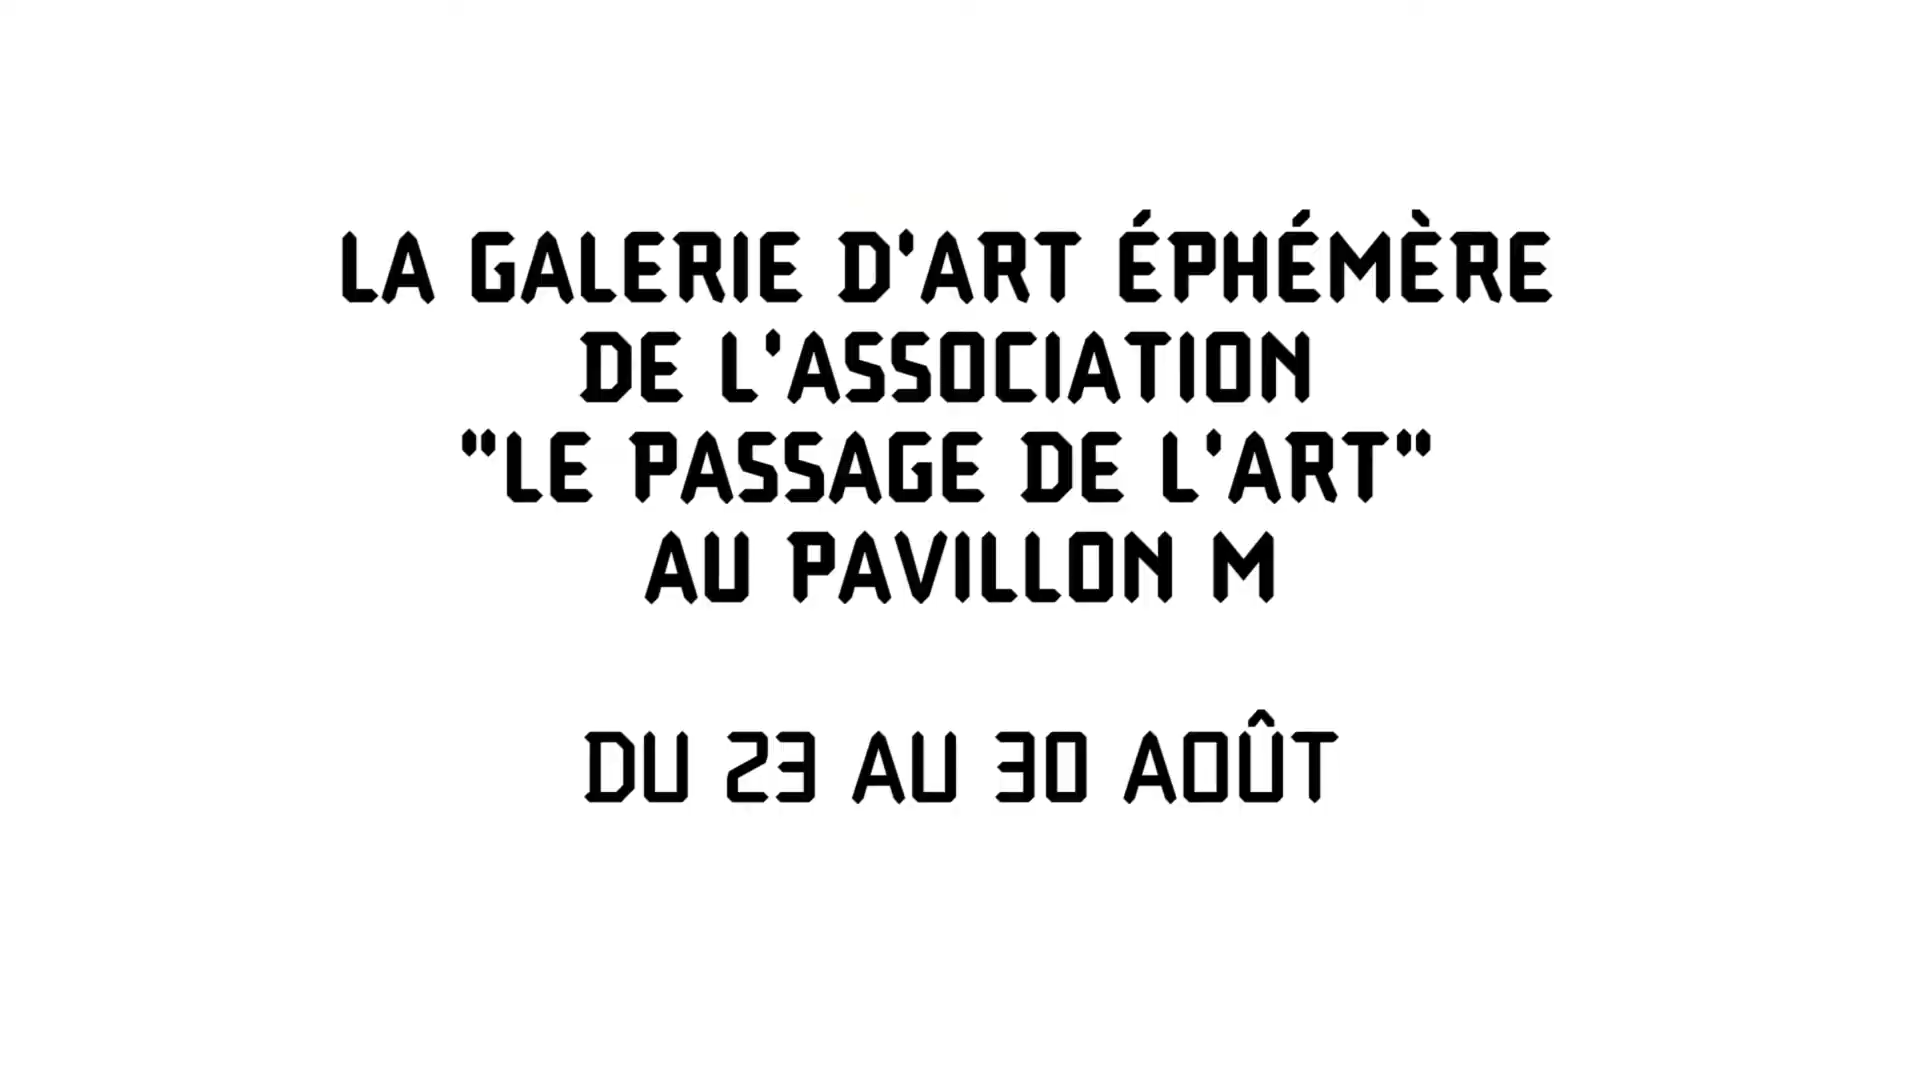 LA GALERIE D'ART ÉPHÉMÈRE
DE L'ASSOCIATION
"LE PASSAGE DE L'ART"
AU PAVILLON M
DU 23 AU 30 AOÛT